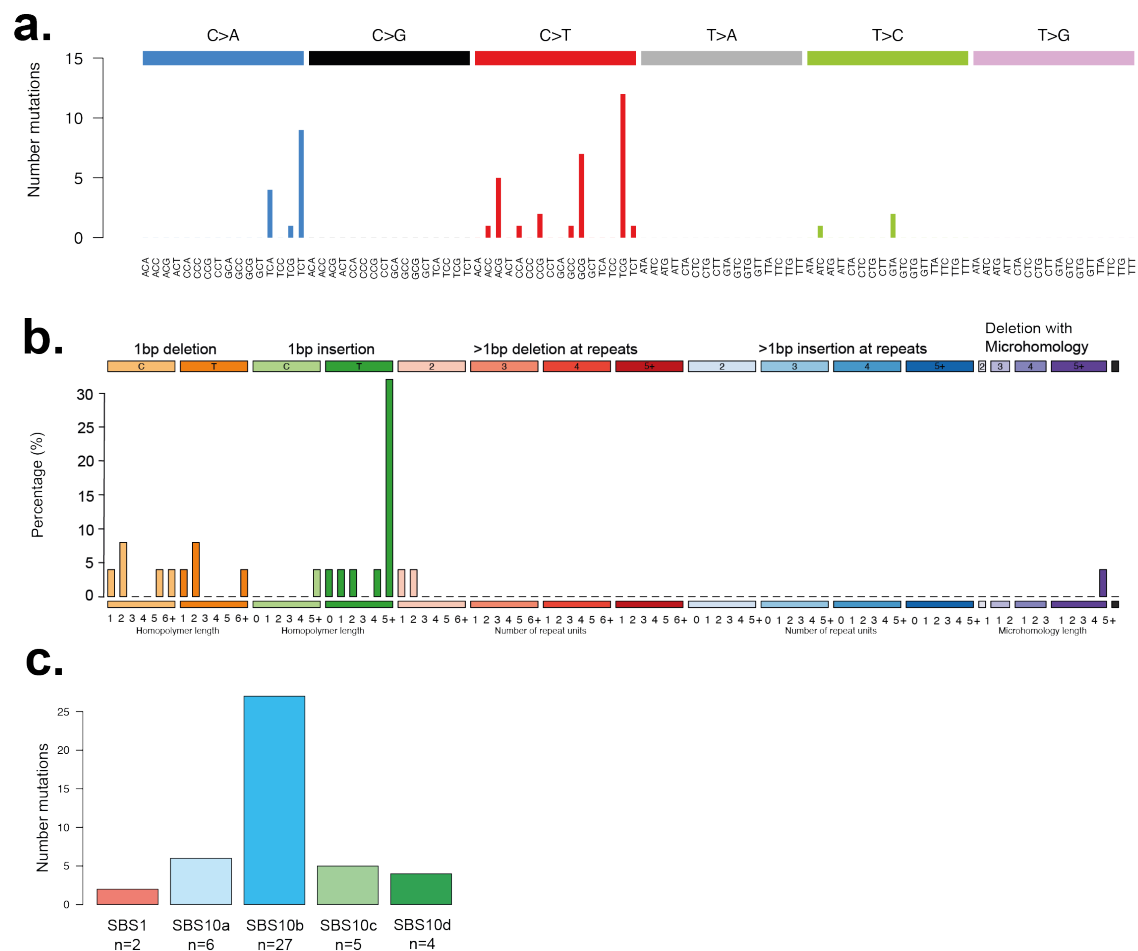 a.
C>A C>G C>T T>A T>C T>G
Number mutations
15
10
5
0
ACA ACC ACG ACT CCA CCC CCG CCT GCA GCC GCG GCT TCA TCC TCG TCT ACA ACC ACG ACT CCA CCC CCG CCT GCA GCC GCG GCT TCA TCC TCG TCT ACA ACC ACG ACT CCA CCC CCG CCT GCA GCC GCG GCT TCA TCC TCG TCT ATA ATC ATG ATT CTA CTC CTG CTT GTA GTC GTG GTT TTA TTC TTG TTT ATA ATC ATG ATT CTA CTC CTG CTT GTA GTC GTG GTT TTA TTC TTG TTT ATA ATC ATG ATT CTA CTC CTG CTT GTA GTC GTG GTT TTA TTC TTG TTT
b.
Deletion with
1bp deletion 1bp insertion >1bp deletion at repeats >1bp insertion at repeats Microhomology
C T C T 2 3 4 5+ 2 3 4 5+ 2 3 4 5+
Percentage (%)
30
25
20
15
10
5
0
1 2 3 4 5 6+ 1 2 3 4 5 6+ 0 1 2 3 4 5+ 0 1 2 3 4 5+ 1 2 3 4 5 6+ 1 2 3 4 5 6+ 1 2 3 4 5 6+ 1 2 3 4 5 6+ 0 1 2 3 4 5+ 0 1 2 3 4 5+ 0 1 2 3 4 5+ 0 1 2 3 4 5+ 1 1 2 1 2 3 1 2 3 4 5+
Homopolymer length Homopolymer length Number of repeat units Number of repeat units Microhomology length
c.
Number mutations
25
20
15
10
5
0
SBS1 SBS10a SBS10b SBS10c SBS10d
n=2 n=6 n=27 n=5 n=4